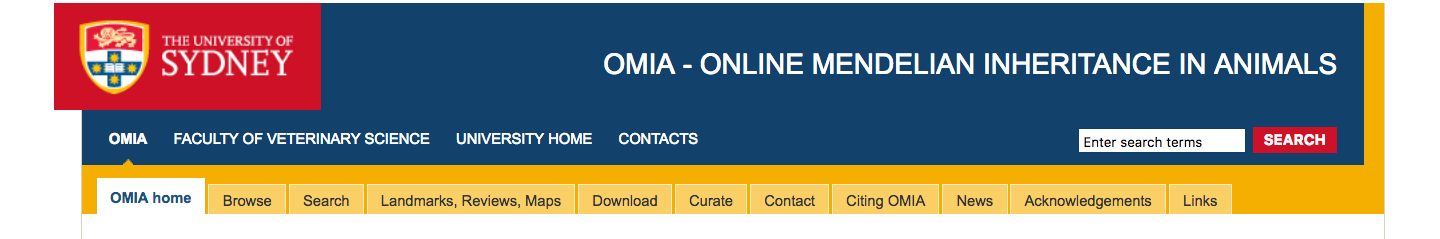 THE UNIVERSITY OF
SYDNEY
OMIA - ONLINE MENDELIAN INHERITANCE IN ANIMALS
OMIA FACULTY OF VETERINARY SCIENCE UNIVERSITY HOME CONTACTS Enter search terms SEARCH
OMIA home Browse Search Landmarks, Reviews, Maps Download Curate Contact Citing OMIA News Acknowledgements Links